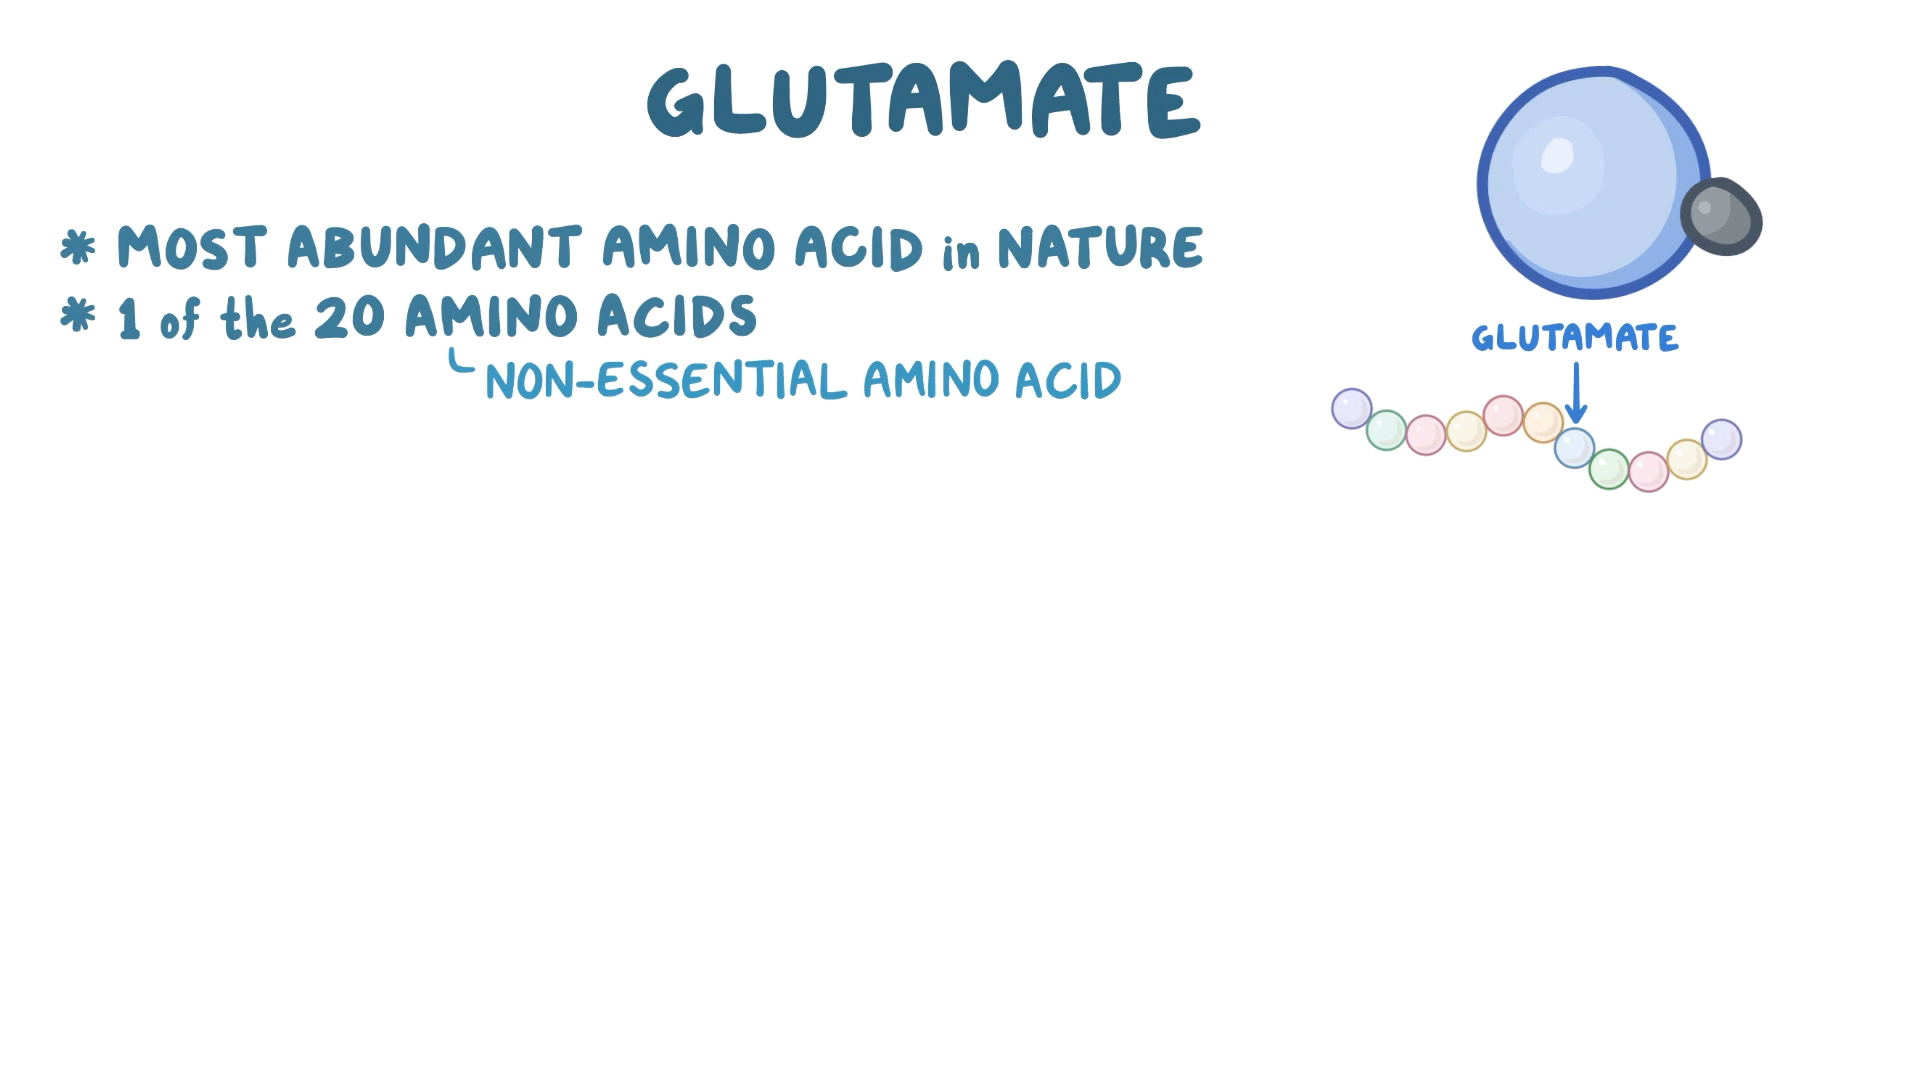 GLUTAMATE
* MOST ABUNDANT AMINO ACID in NATURE
* 1 of the 20 AMINO ACIDS
NON-ESSENTIAL AMINO ACID
GLUTAMATE